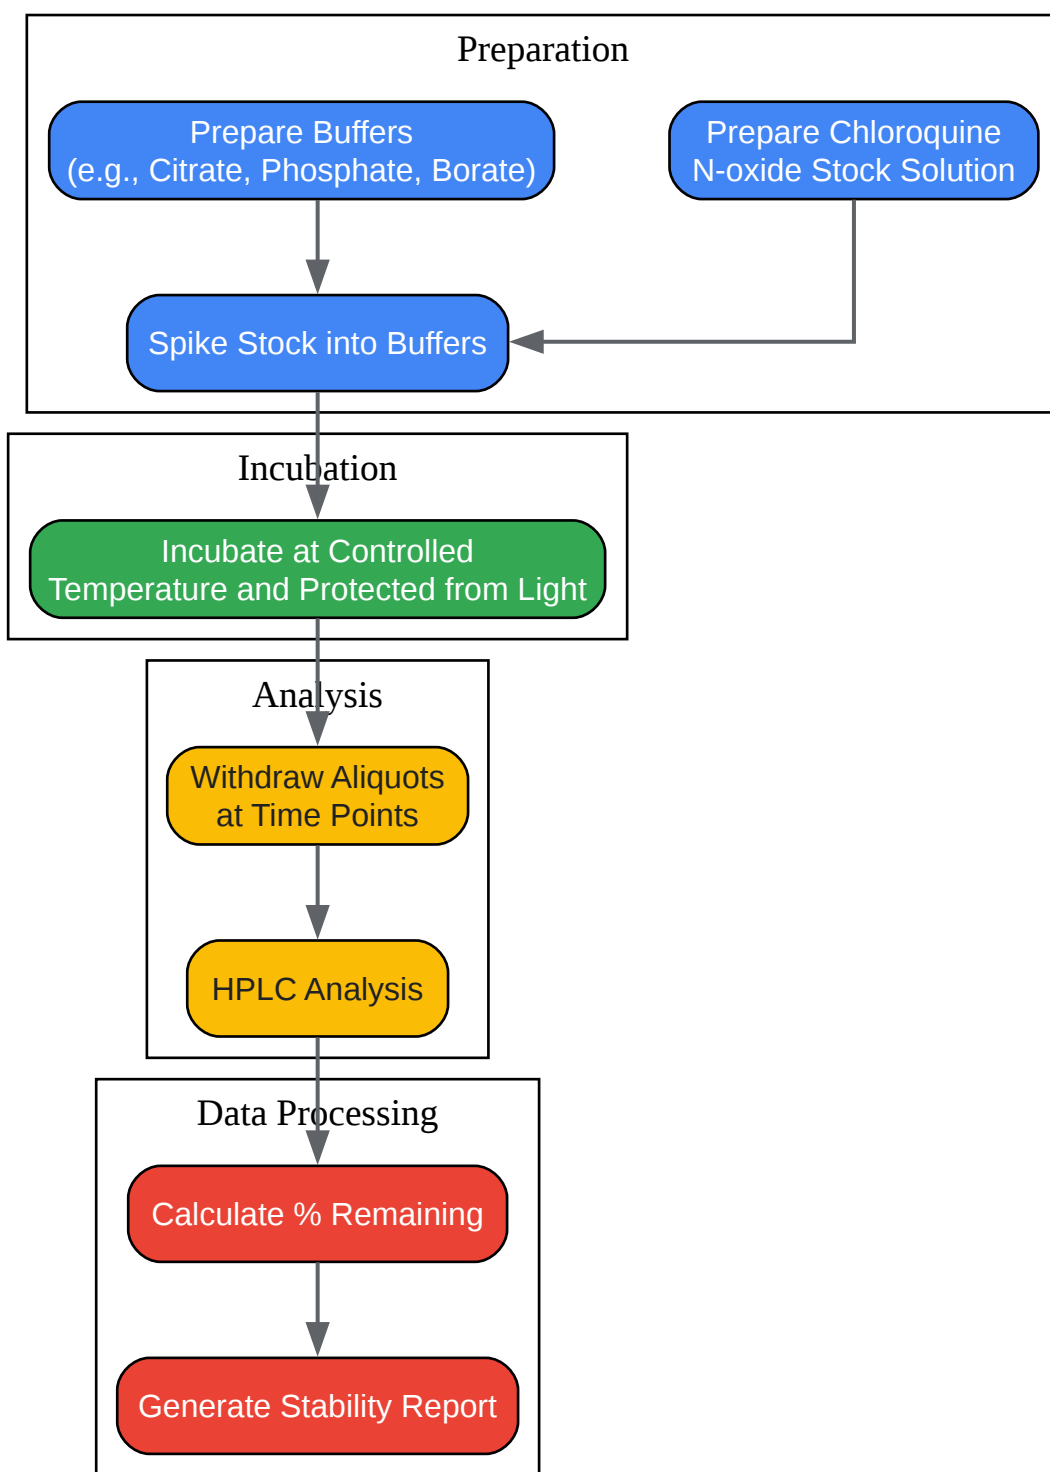 Preparation
Prepare Buffers
(e.g., Citrate, Phosphate, Borate)
Prepare Chloroquine
N-oxide Stock Solution
Spike Stock into Buffers
Incubation
Incubate at Controlled
Temperature and Protected from Light
Analysis
Withdraw Aliquots
at Time Points
HPLC Analysis
Data Processing
Calculate % Remaining
Generate Stability Report